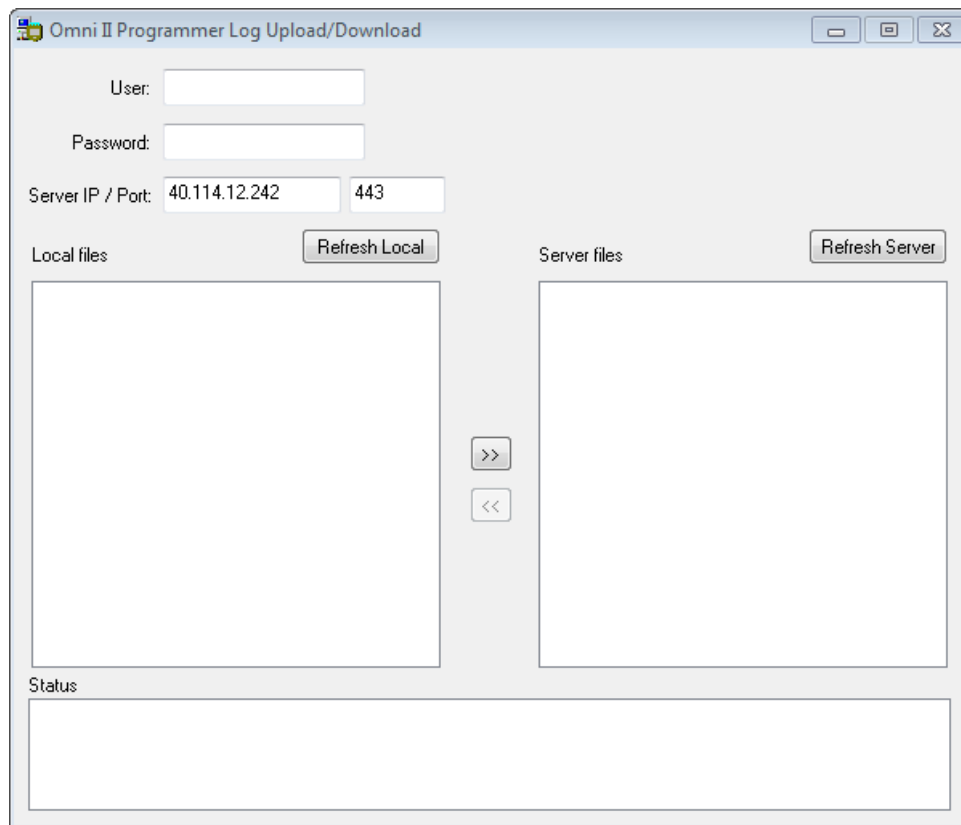 Omni II Programmer Log Upload/Download
User:
Password:
Server IP / Port: 40.114.12.242 443
Local files Refresh Local Server files Refresh Server
>>
<<
Status